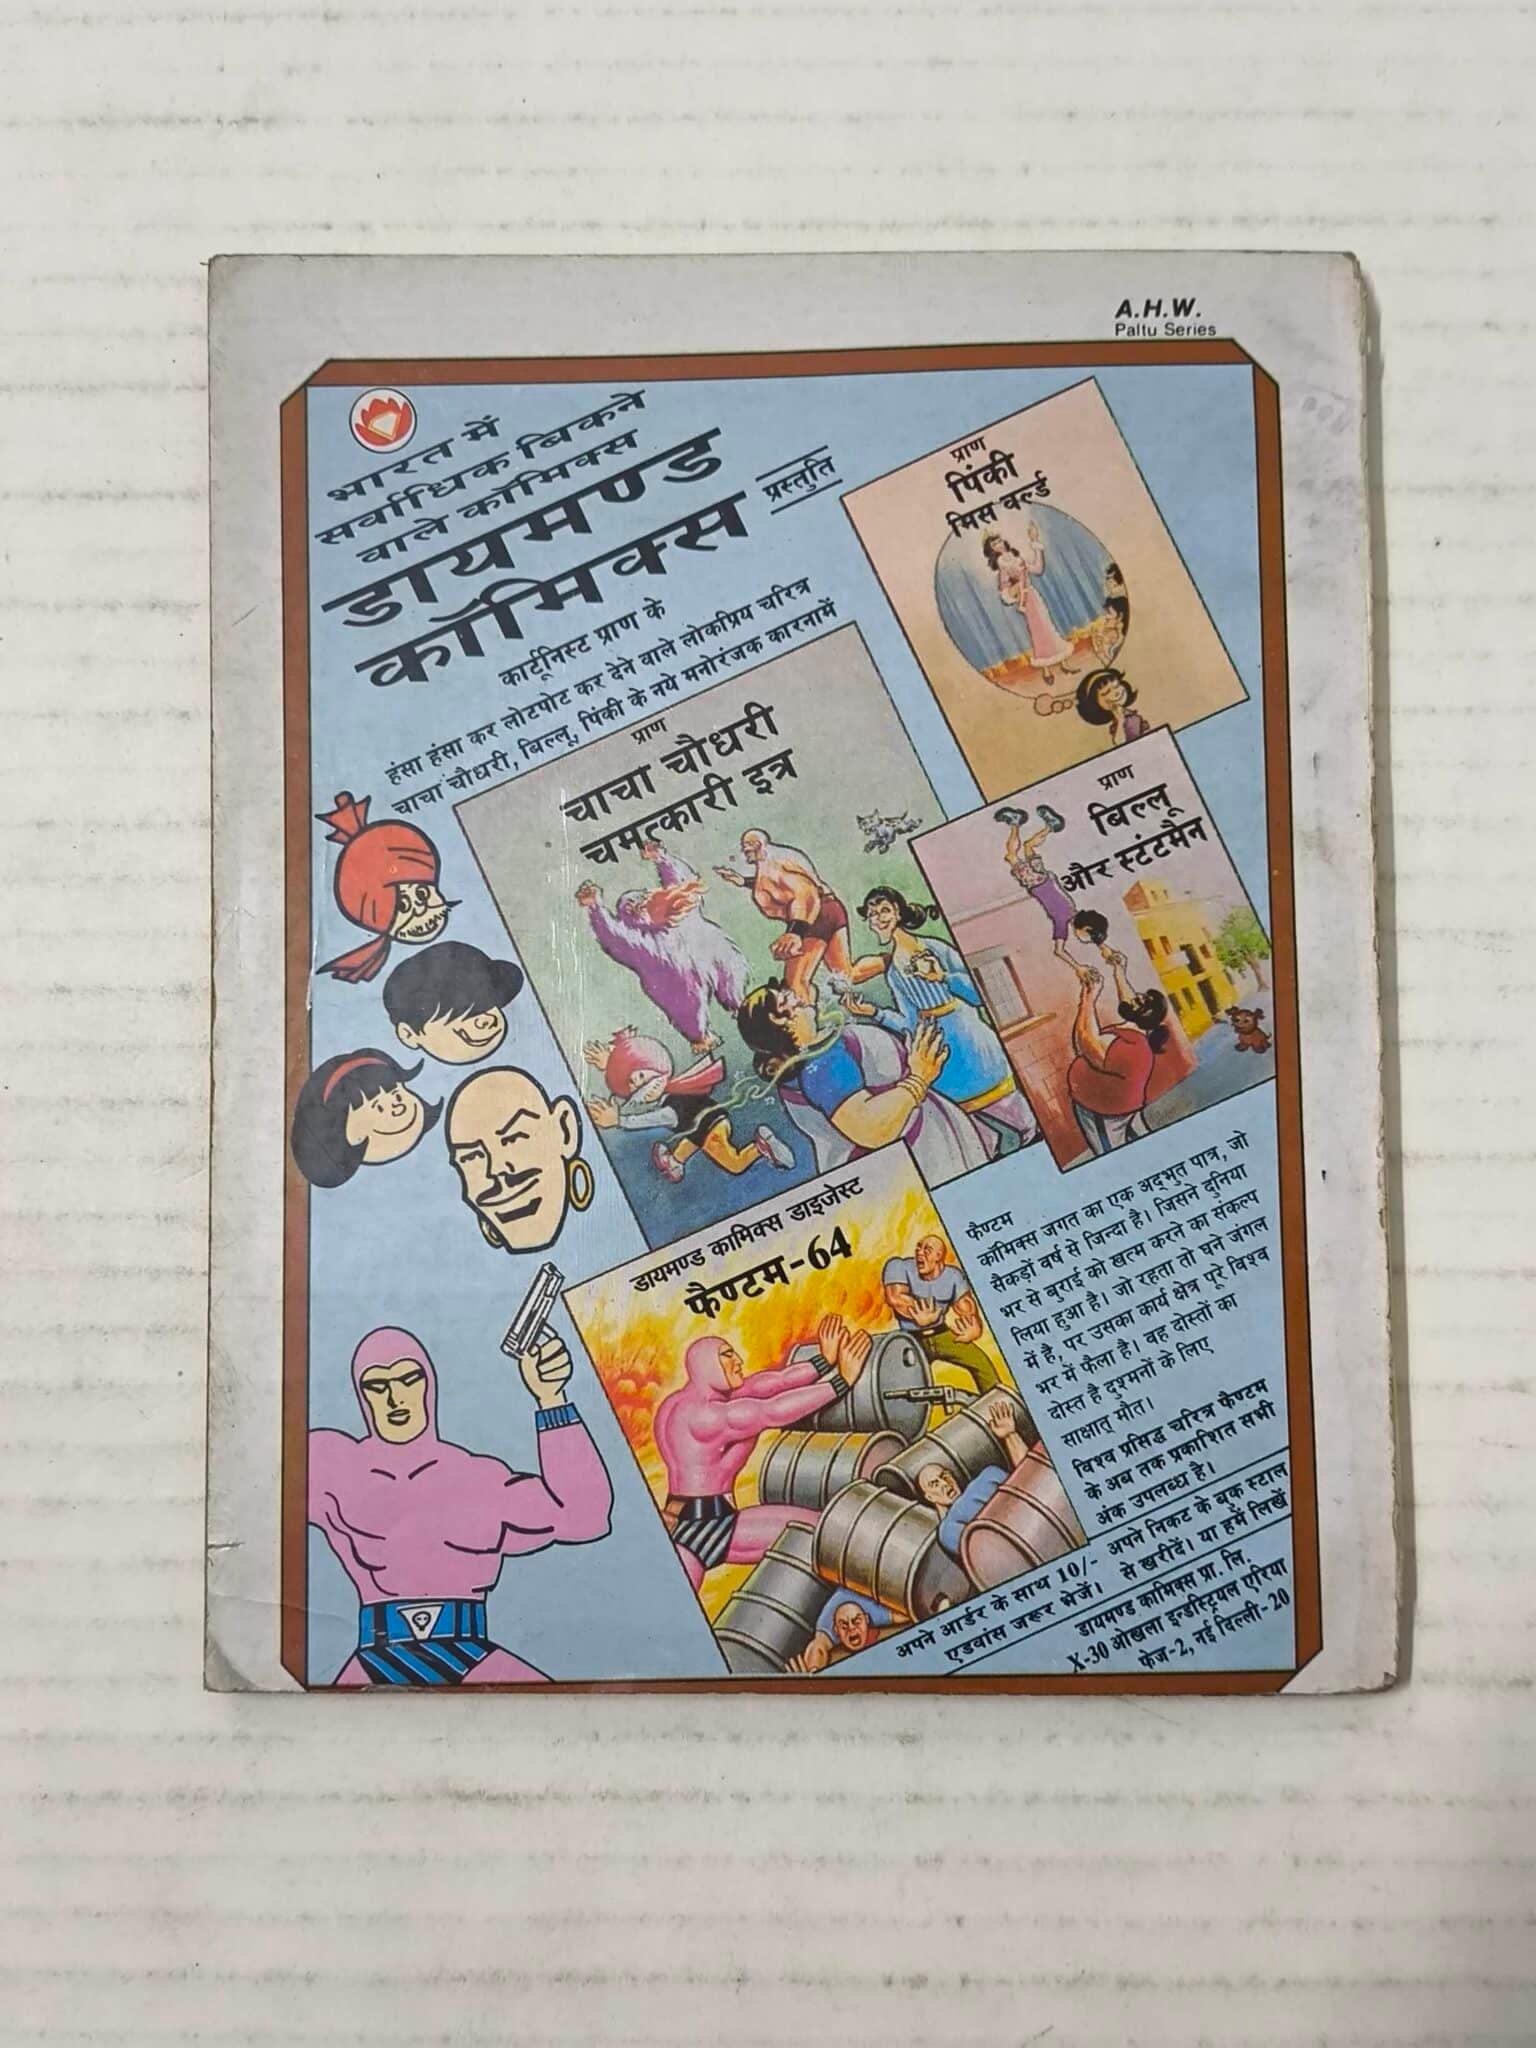 A.H.W.
Paltu Series
भारत में
सर्वाधिक बिकने
वाले कॉमिक्स
डायमण्ड
कॉमिक्स
प्रस्तुति
कार्टूनिस्ट प्राण के
हंसा हंसा कर लोटपोट कर देने वाले लोकप्रिय चरित्र
चाचा चौधरी, बिल्लू, पिंकी के नये मनोरंजक कारनामें
प्राण
पिंकी
मिस वर्ल्ड
प्राण
चाचा चौधरी
चमत्कारी इत्र
प्राण
बिल्लू
और स्टंटमैन
डायमण्ड कामिक्स डाइजेस्ट
फैण्टम-64
फैण्टम
कॉमिक्स जगत का एक अद्भुत पात्र, जो
सैकड़ों वर्ष से जिन्दा है। जिसने दुनिया
भर से बुराई को खत्म करने का संकल्प
लिया हुआ है। जो रहता तो घने जंगल
में है, पर उसका कार्य क्षेत्र पूरे विश्व
भर में फैला है। वह दोस्तों का
दोस्त है दुश्मनों के लिए
साक्षात् मौत।
विश्व प्रसिद्ध चरित्र फैण्टम
के अब तक प्रकाशित सभी
अंक उपलब्ध है।
अपने निकट के बुक स्टाल
से खरीदें। या हमें लिखें
अपने आर्डर के साथ 10/-
एडवांस जरूर भेजें।
डायमण्ड कामिक्स प्रा. लि.
X-30 ओखला इन्डस्ट्रियल एरिया
फेज-2, नई दिल्ली-20